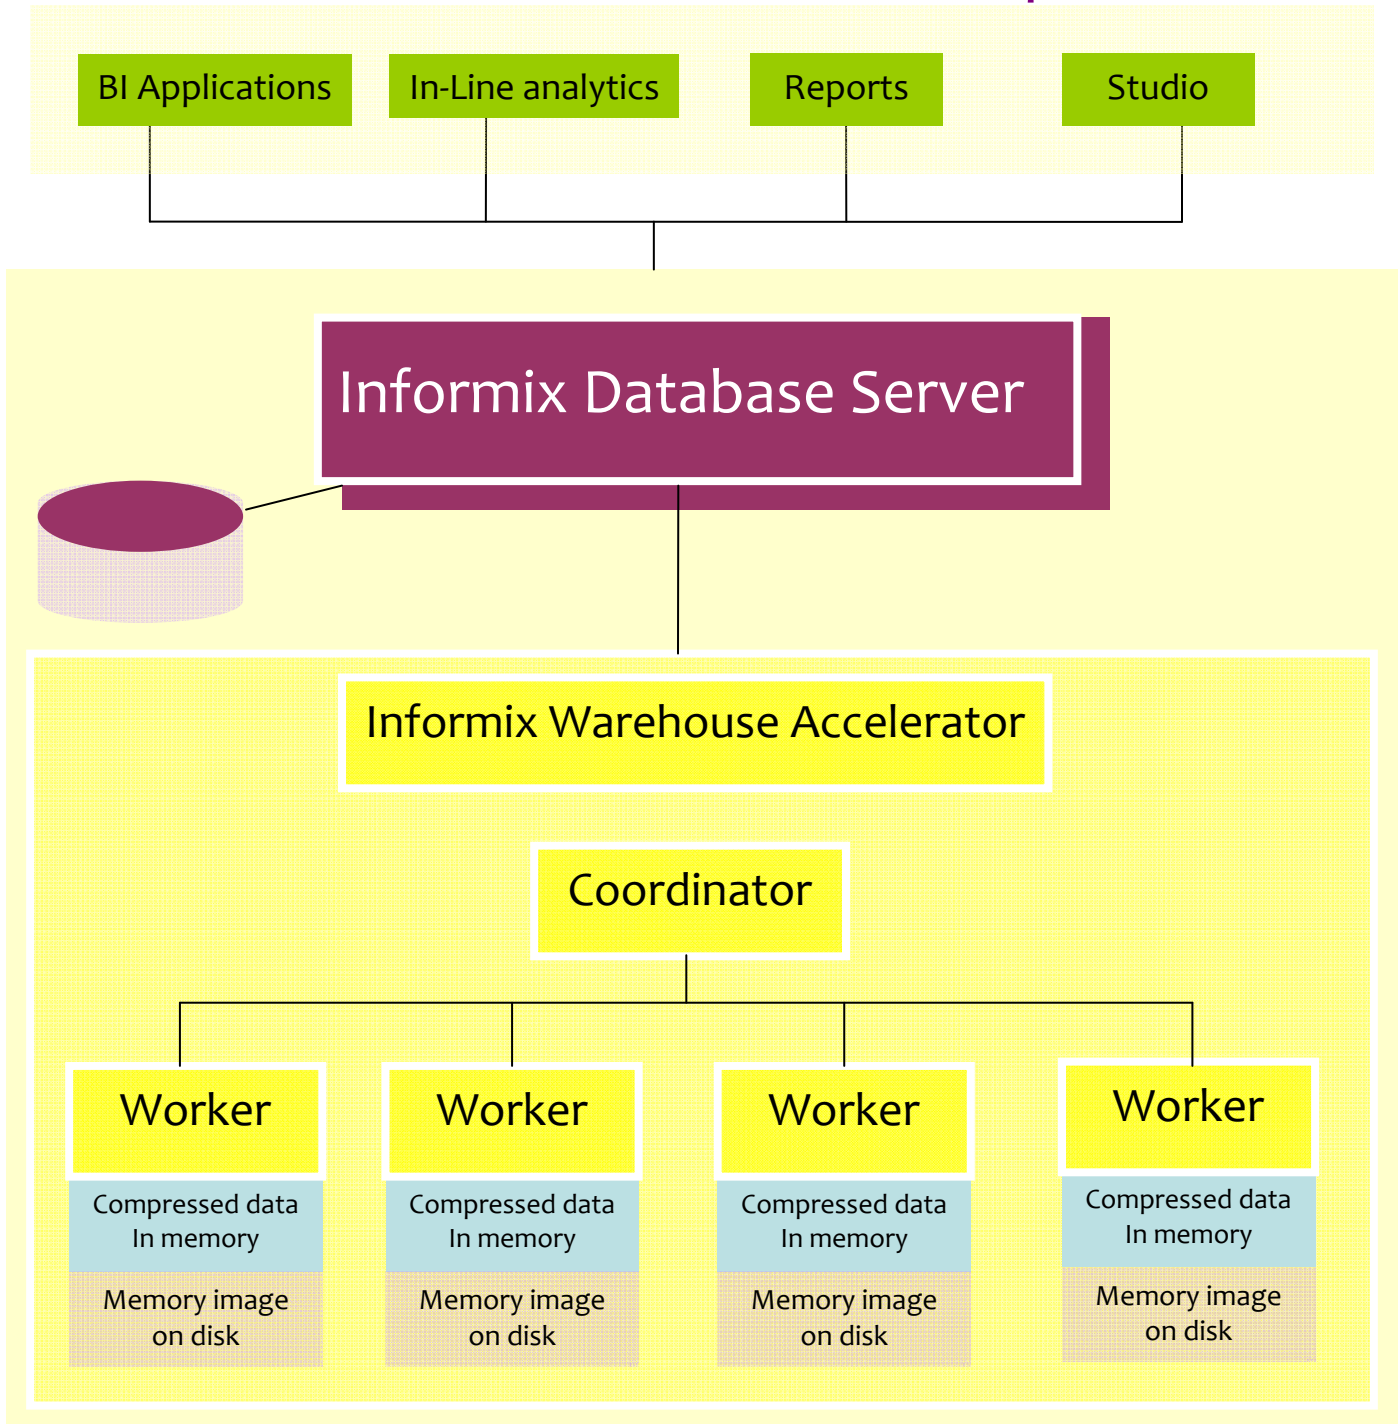 BI Applications
In-Line analytics
Reports
Studio
Informix Database Server
Informix Warehouse Accelerator
Coordinator
Worker
Worker
Worker
Worker
Compressed data
In memory
Compressed data
In memory
Compressed data
In memory
Compressed data
In memory
Memory image
on disk
Memory image
on disk
Memory image
on disk
Memory image
on disk